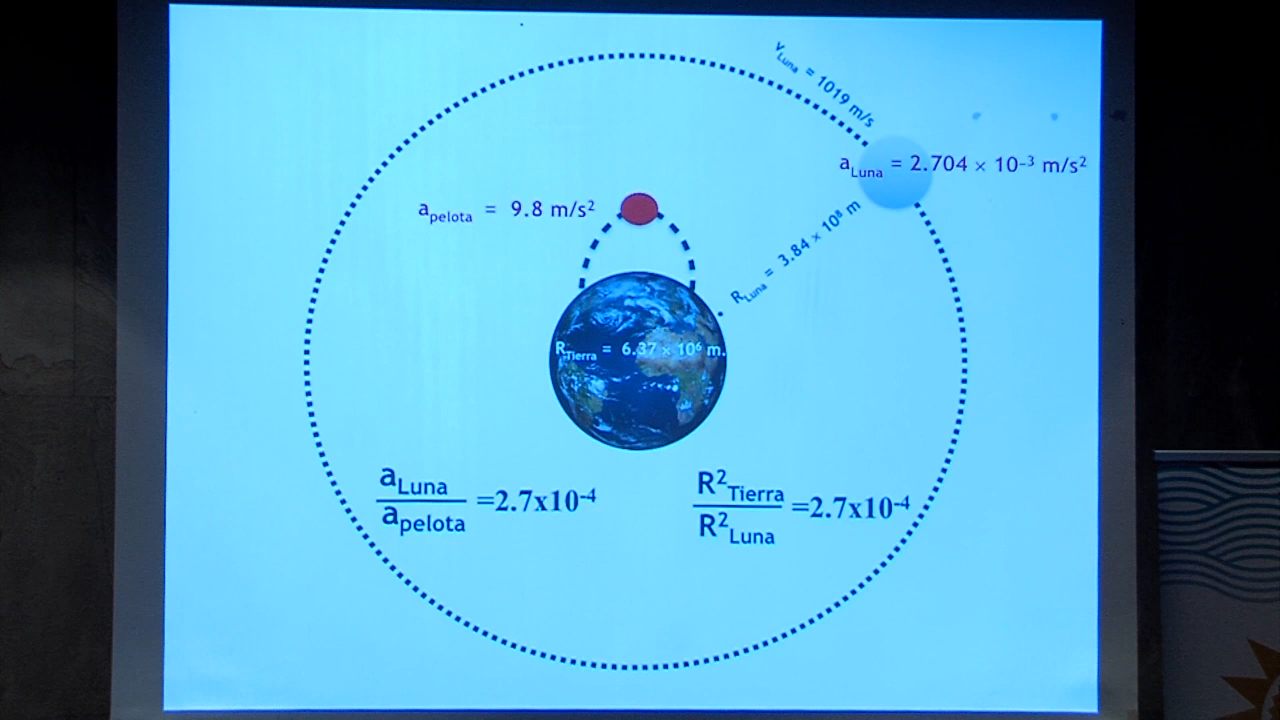 v_Luna = 1019 m/s
a_Luna = 2.704 × 10⁻³ m/s²
a_pelota = 9.8 m/s²
R_Luna = 3.84 × 10⁸ m
R_Tierra = 6.37 × 10⁶ m.
a_Luna / a_pelota =2.7x10⁻⁴
R²_Tierra / R²_Luna =2.7x10⁻⁴